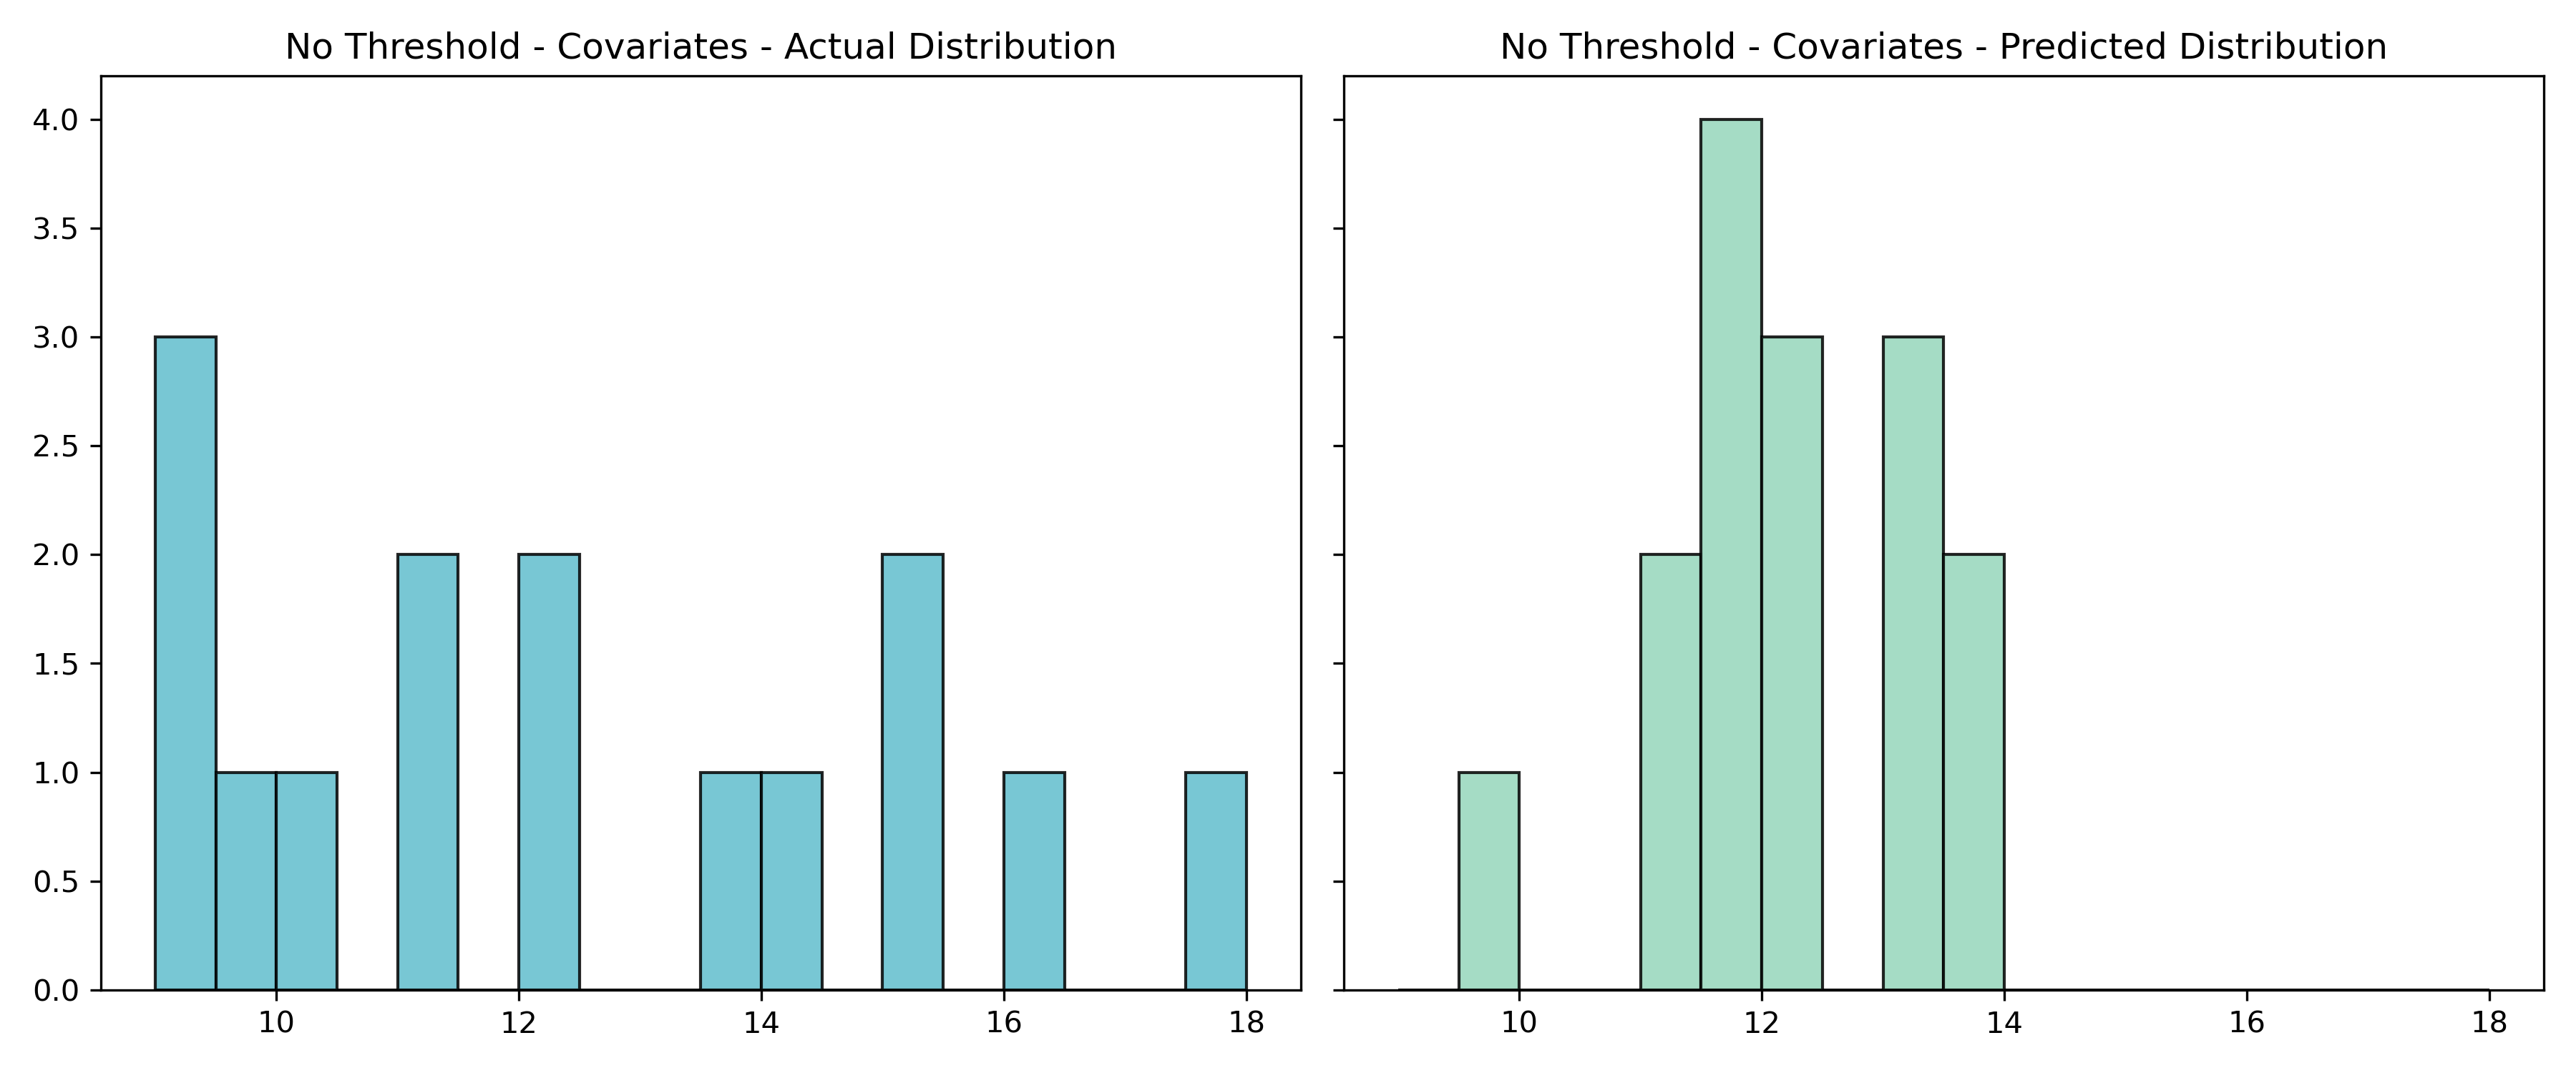 No Threshold - Covariates - Actual Distribution
4.0
3.5
3.0
2.5
2.0
1.5
1.0
0.5
0.0
10 12 14 16 18
No Threshold - Covariates - Predicted Distribution
10 12 14 16 18